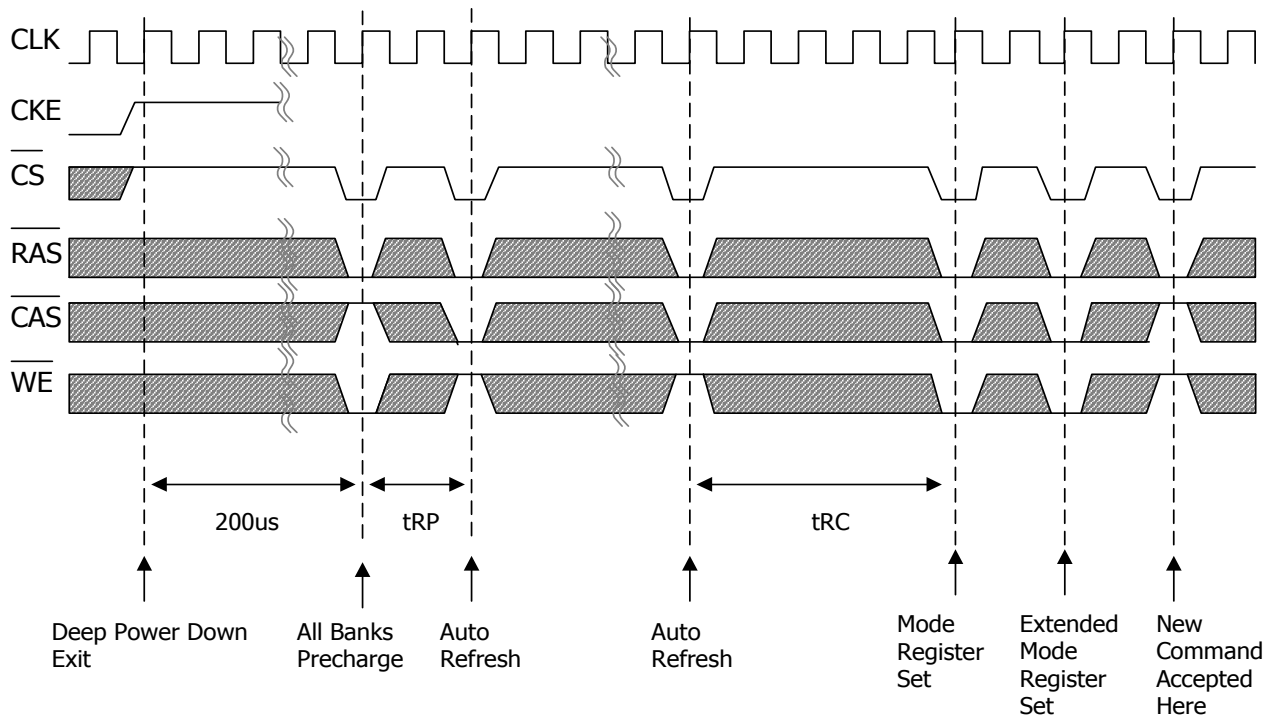 CLK
CKE
CS
RAS
CAS
WE
200us
tRP
tRC
Deep Power Down
Exit
All Banks
Precharge
Auto
Refresh
Auto
Refresh
Mode
Register
Set
Extended
Mode
Register
Set
New
Command
Accepted
Here